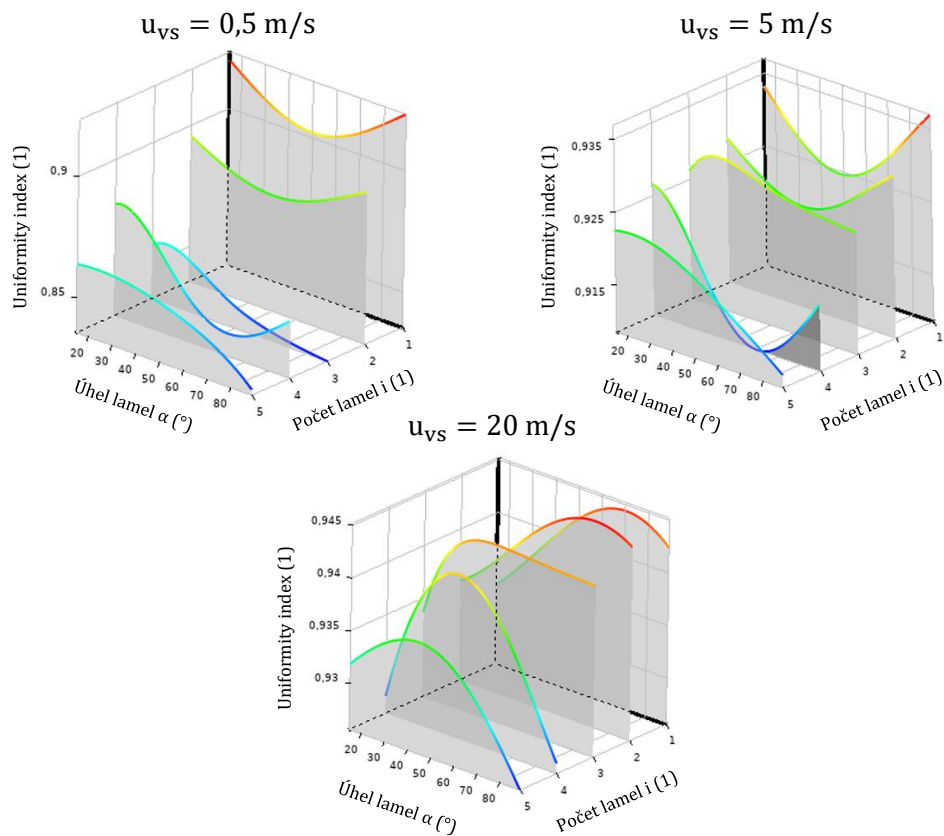 u_vs = 0,5 m/s
Uniformity index (1)
0,9
0,85
20 30 40 50 60 70 80
Úhel lamel α (°)
5 4 3 2 1
Počet lamel i (1)
u_vs = 5 m/s
Uniformity index (1)
0,935
0,925
0,915
20 30 40 50 60 70 80
Úhel lamel α (°)
5 4 3 2 1
Počet lamel i (1)
u_vs = 20 m/s
Uniformity index (1)
0,945
0,94
0,935
0,93
20 30 40 50 60 70 80
Úhel lamel α (°)
5 4 3 2 1
Počet lamel i (1)